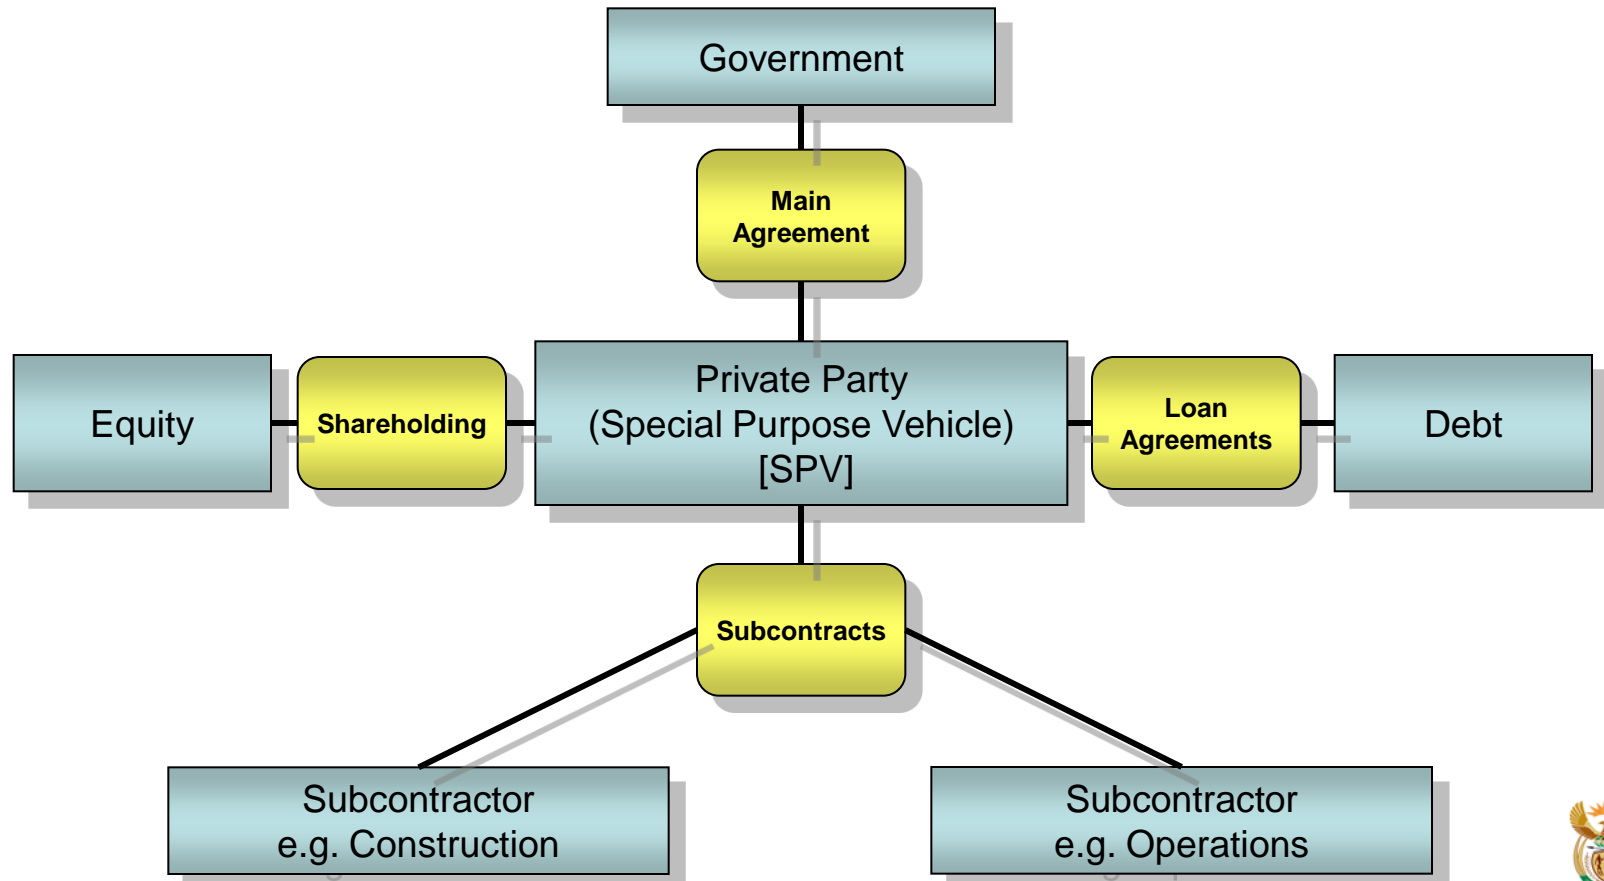 Government
Main
Agreement
Equity
Shareholding
Private Party
(Special Purpose Vehicle)
[SPV]
Loan
Agreements
Debt
Subcontracts
Subcontractor
e.g. Construction
Subcontractor
e.g. Operations